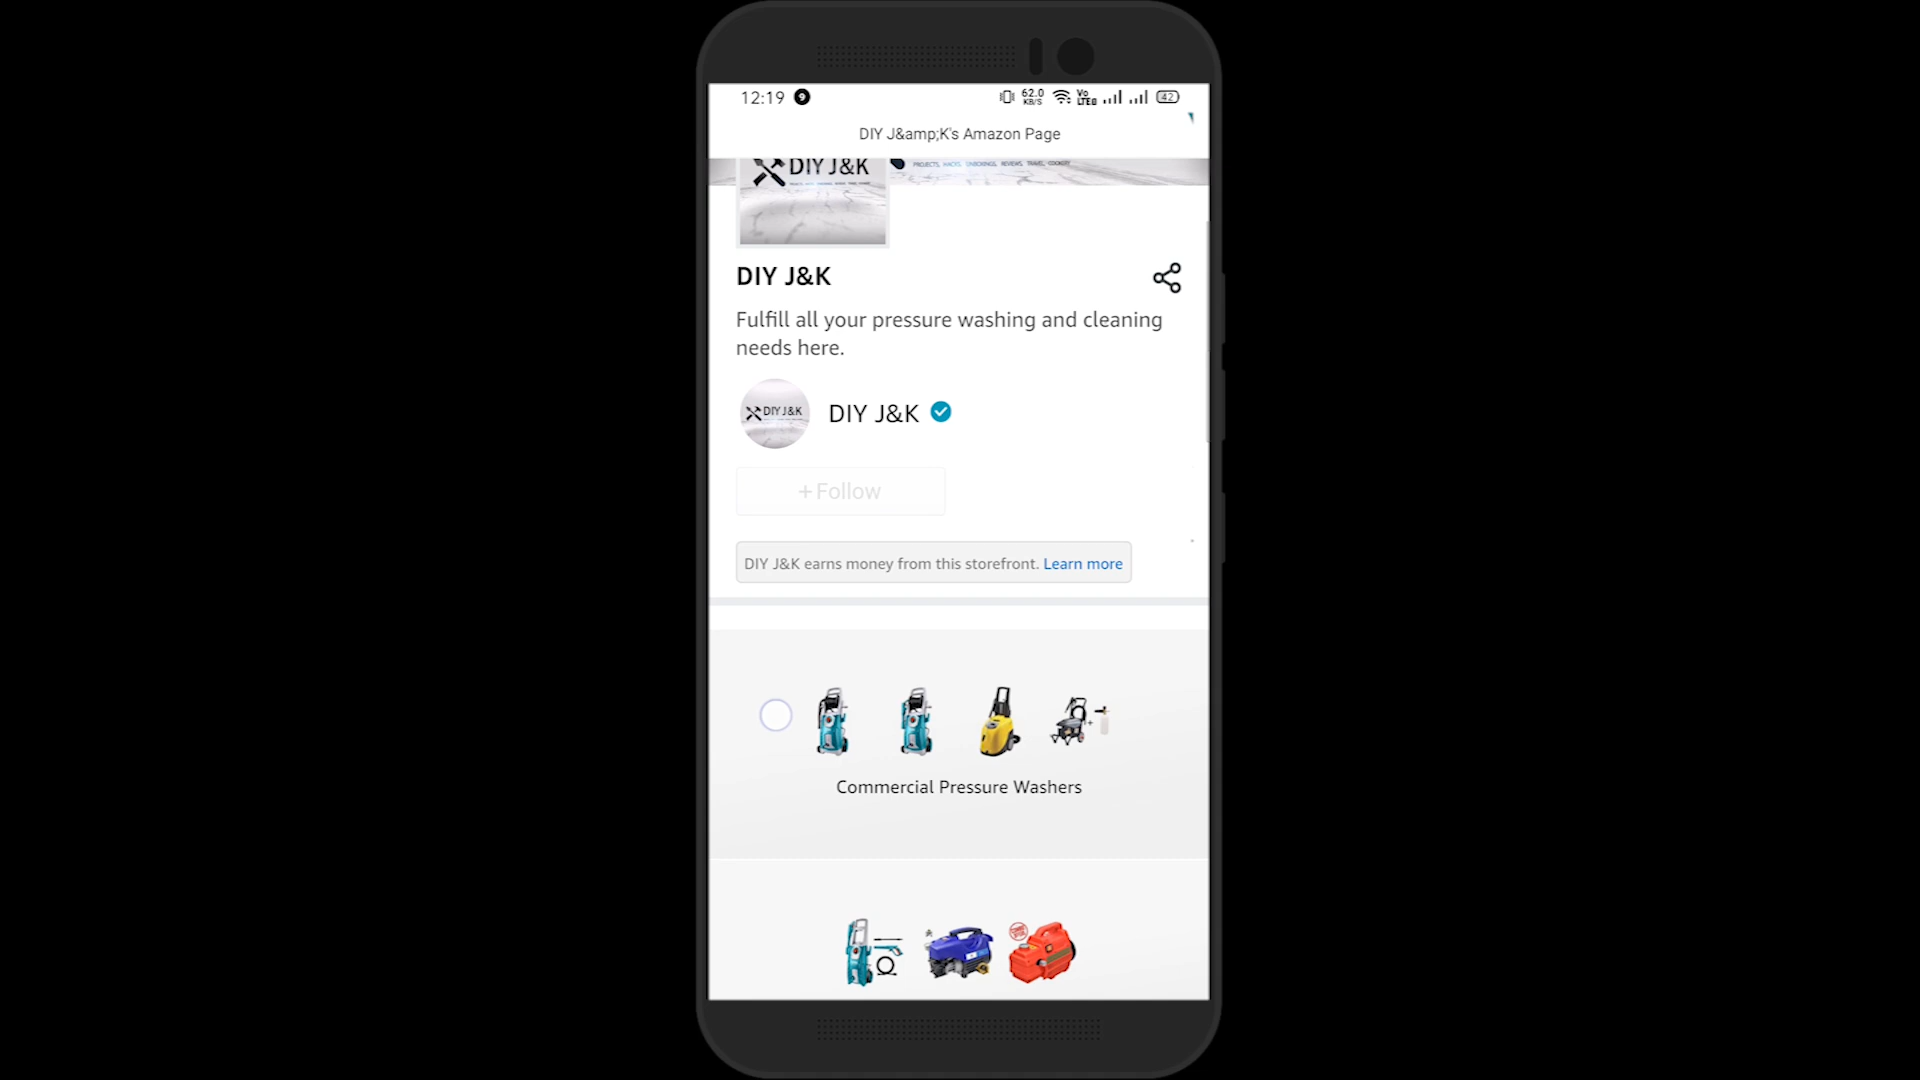 12:19 9 62.0 KB/S Vo LTE 42
DIY J&amp;K's Amazon Page
DIY J&K
PROJECTS, HACKS, UNBOXINGS, REVIEWS, TRAVEL, COOKERY
DIY J&K
Fulfill all your pressure washing and cleaning
needs here.
DIY J&K
DIY J&K
+Follow
DIY J&K earns money from this storefront. Learn more
Commercial Pressure Washers